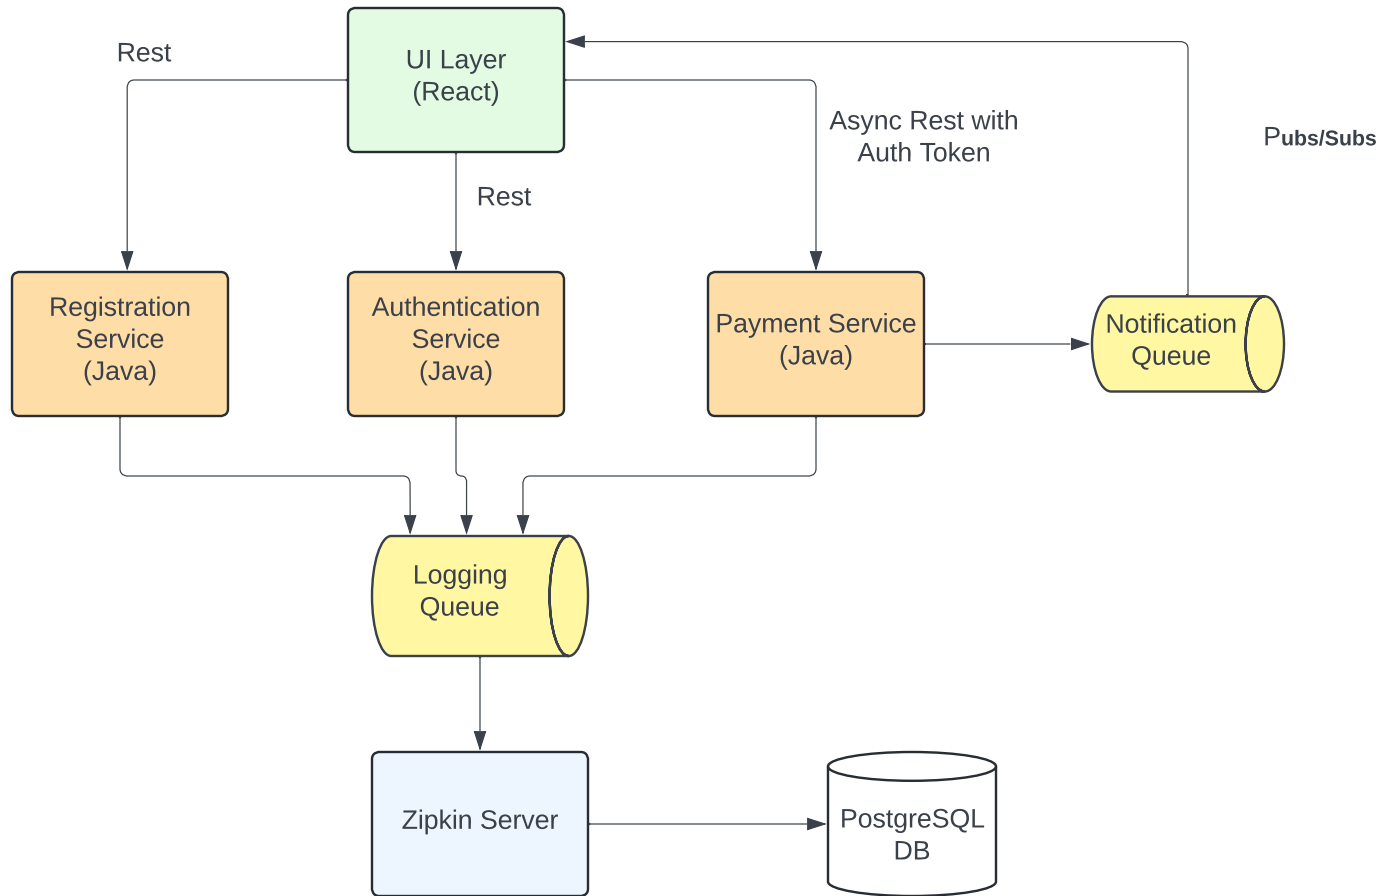 UI Layer
(React)
Rest
Async Rest with
Auth Token
Pubs/Subs
Rest
Registration
Service
(Java)
Authentication
Service
(Java)
Payment Service
(Java)
Notification
Queue
Logging
Queue
Zipkin Server
PostgreSQL
DB